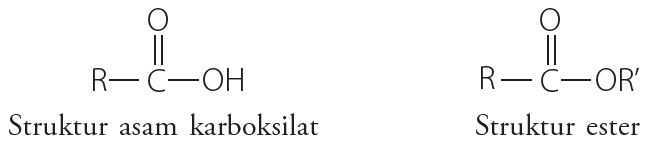 O O
R—C—OH R—C—OR′
Struktur asam karboksilat Struktur ester